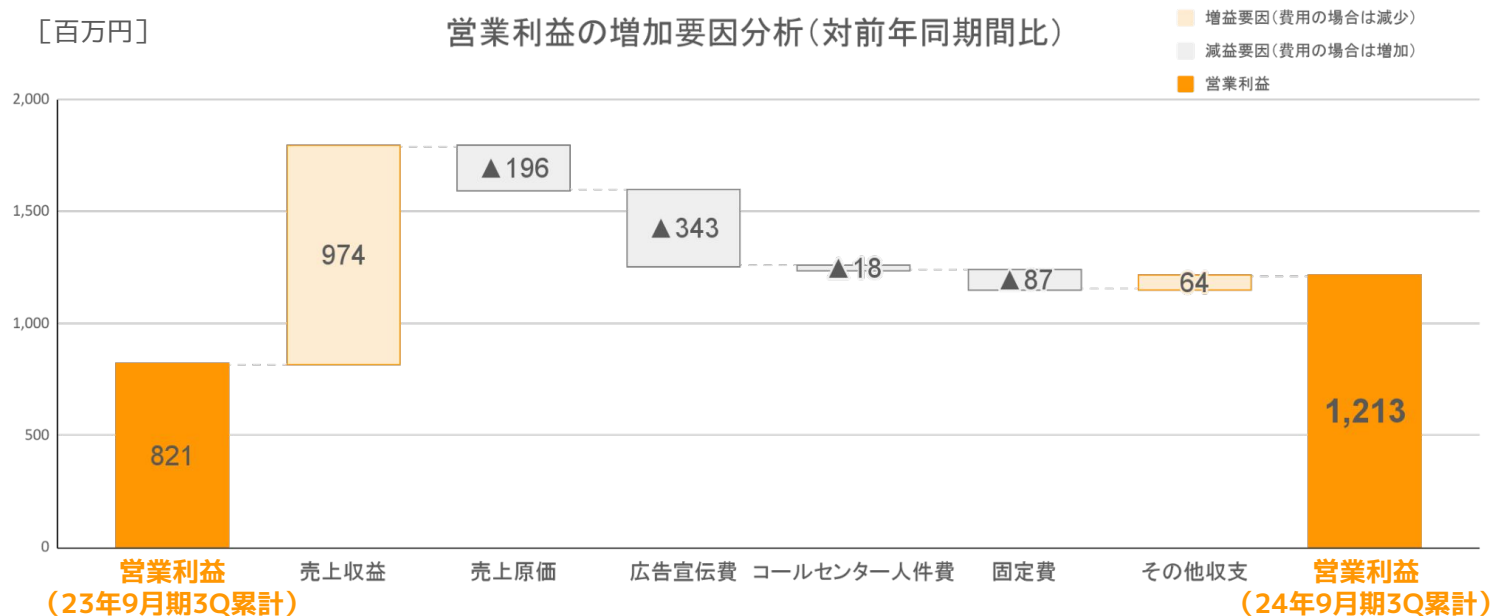 ［百万円］
営業利益の増加要因分析（対前年同期間比）
増益要因（費用の場合は減少）
減益要因（費用の場合は増加）
営業利益
2,000
1,500
1,000
500
0
821
974
▲196
▲343
▲18
▲87
64
1,213
営業利益
（23年9月期3Q累計）
売上収益
売上原価
広告宣伝費
コールセンター人件費
固定費
その他収支
営業利益
（24年9月期3Q累計）